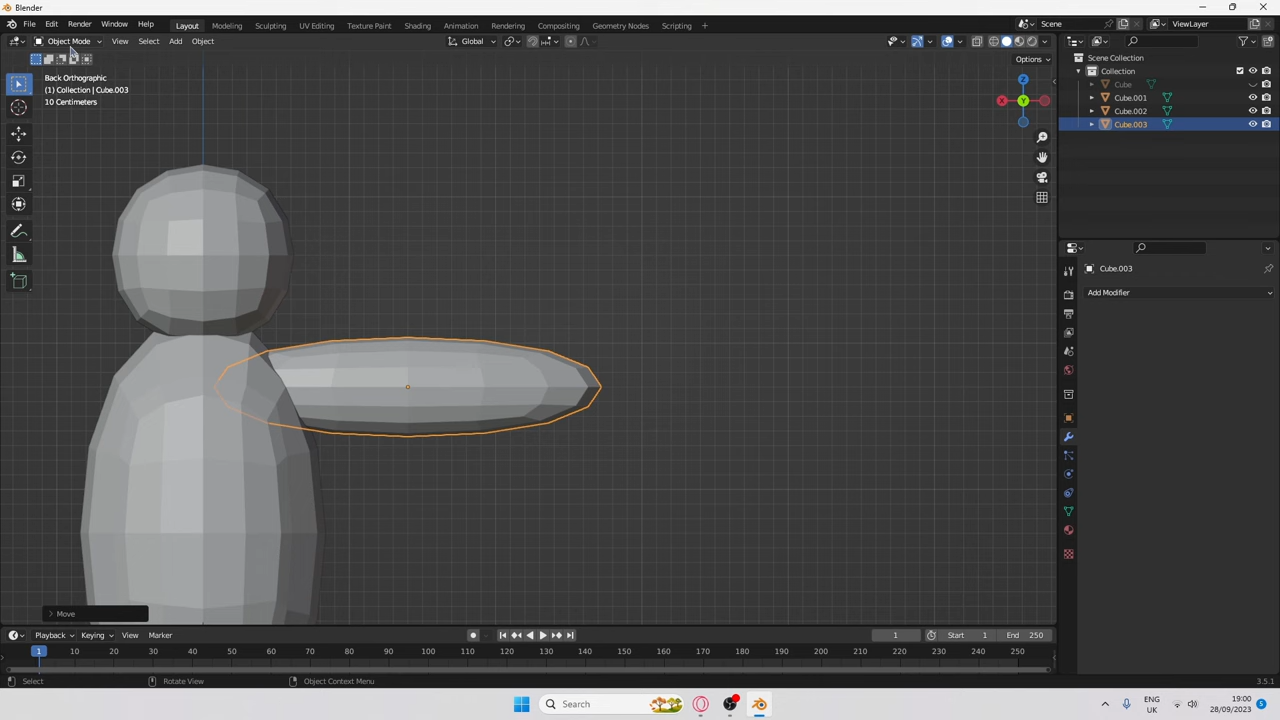 Blender
File Edit Render Window Help Layout Modeling Sculpting UV Editing Texture Paint Shading Animation Rendering Compositing Geometry Nodes Scripting + Scene ViewLayer
Object Mode View Select Add Object Global
Options
Back Orthographic
(1) Collection | Cube.003
10 Centimeters
Z
X
Y
Scene Collection
Collection
Cube
Cube.001
Cube.002
Cube.003
Cube.003
Add Modifier
Move
Playback Keying View Marker 1 Start 1 End 250
1 10 20 30 40 50 60 70 80 90 100 110 120 130 140 150 160 170 180 190 200 210 220 230 240 250
Select Rotate View Object Context Menu 3.5.1
Search
ENG
UK
19:00
28/09/2023
5